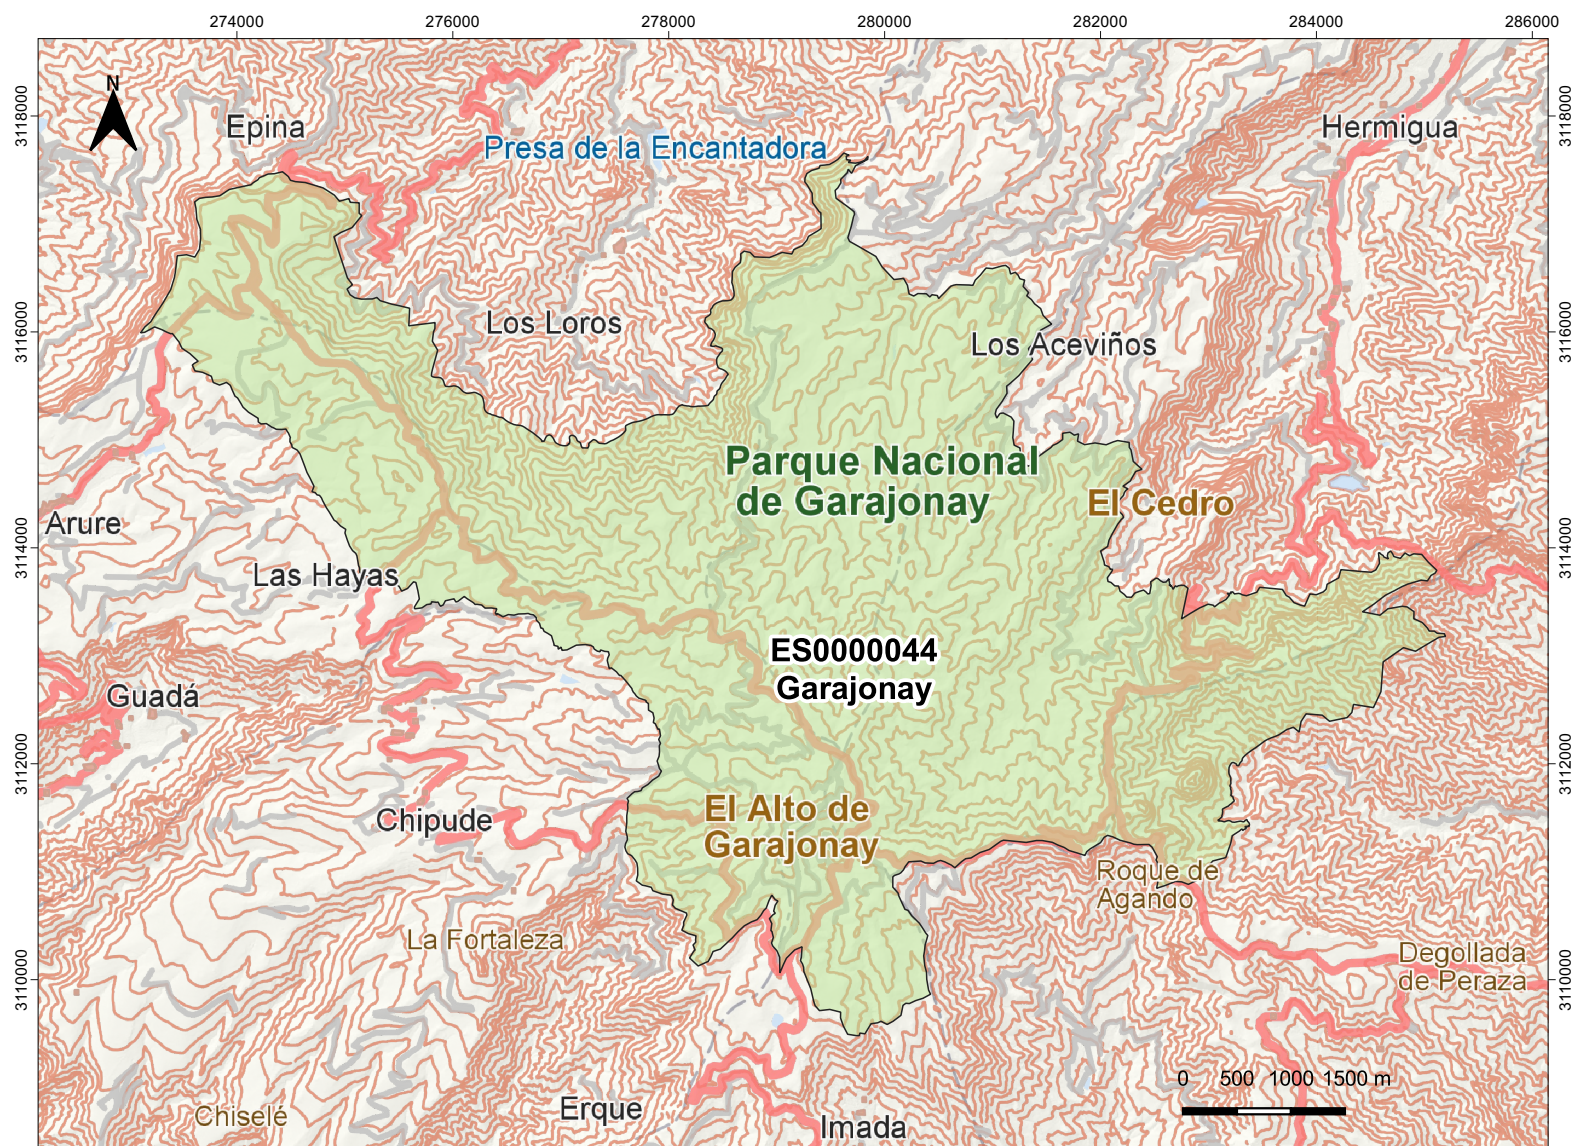 274000 276000 278000 280000 282000 284000 286000
N
3118000
3118000
Epina
Hermigua
Presa de la Encantadora
3116000
3116000
Los Loros
Los Aceviños
Parque Nacional
de Garajonay
El Cedro
Arure
3114000
3114000
Las Hayas
ES0000044
Garajonay
Guadá
3112000
3112000
El Alto de
Garajonay
Chipude
Roque de
Agando
La Fortaleza
Degollada
de Peraza
3110000
3110000
0 500 1000 1500 m
Chiselé
Erque
Imada